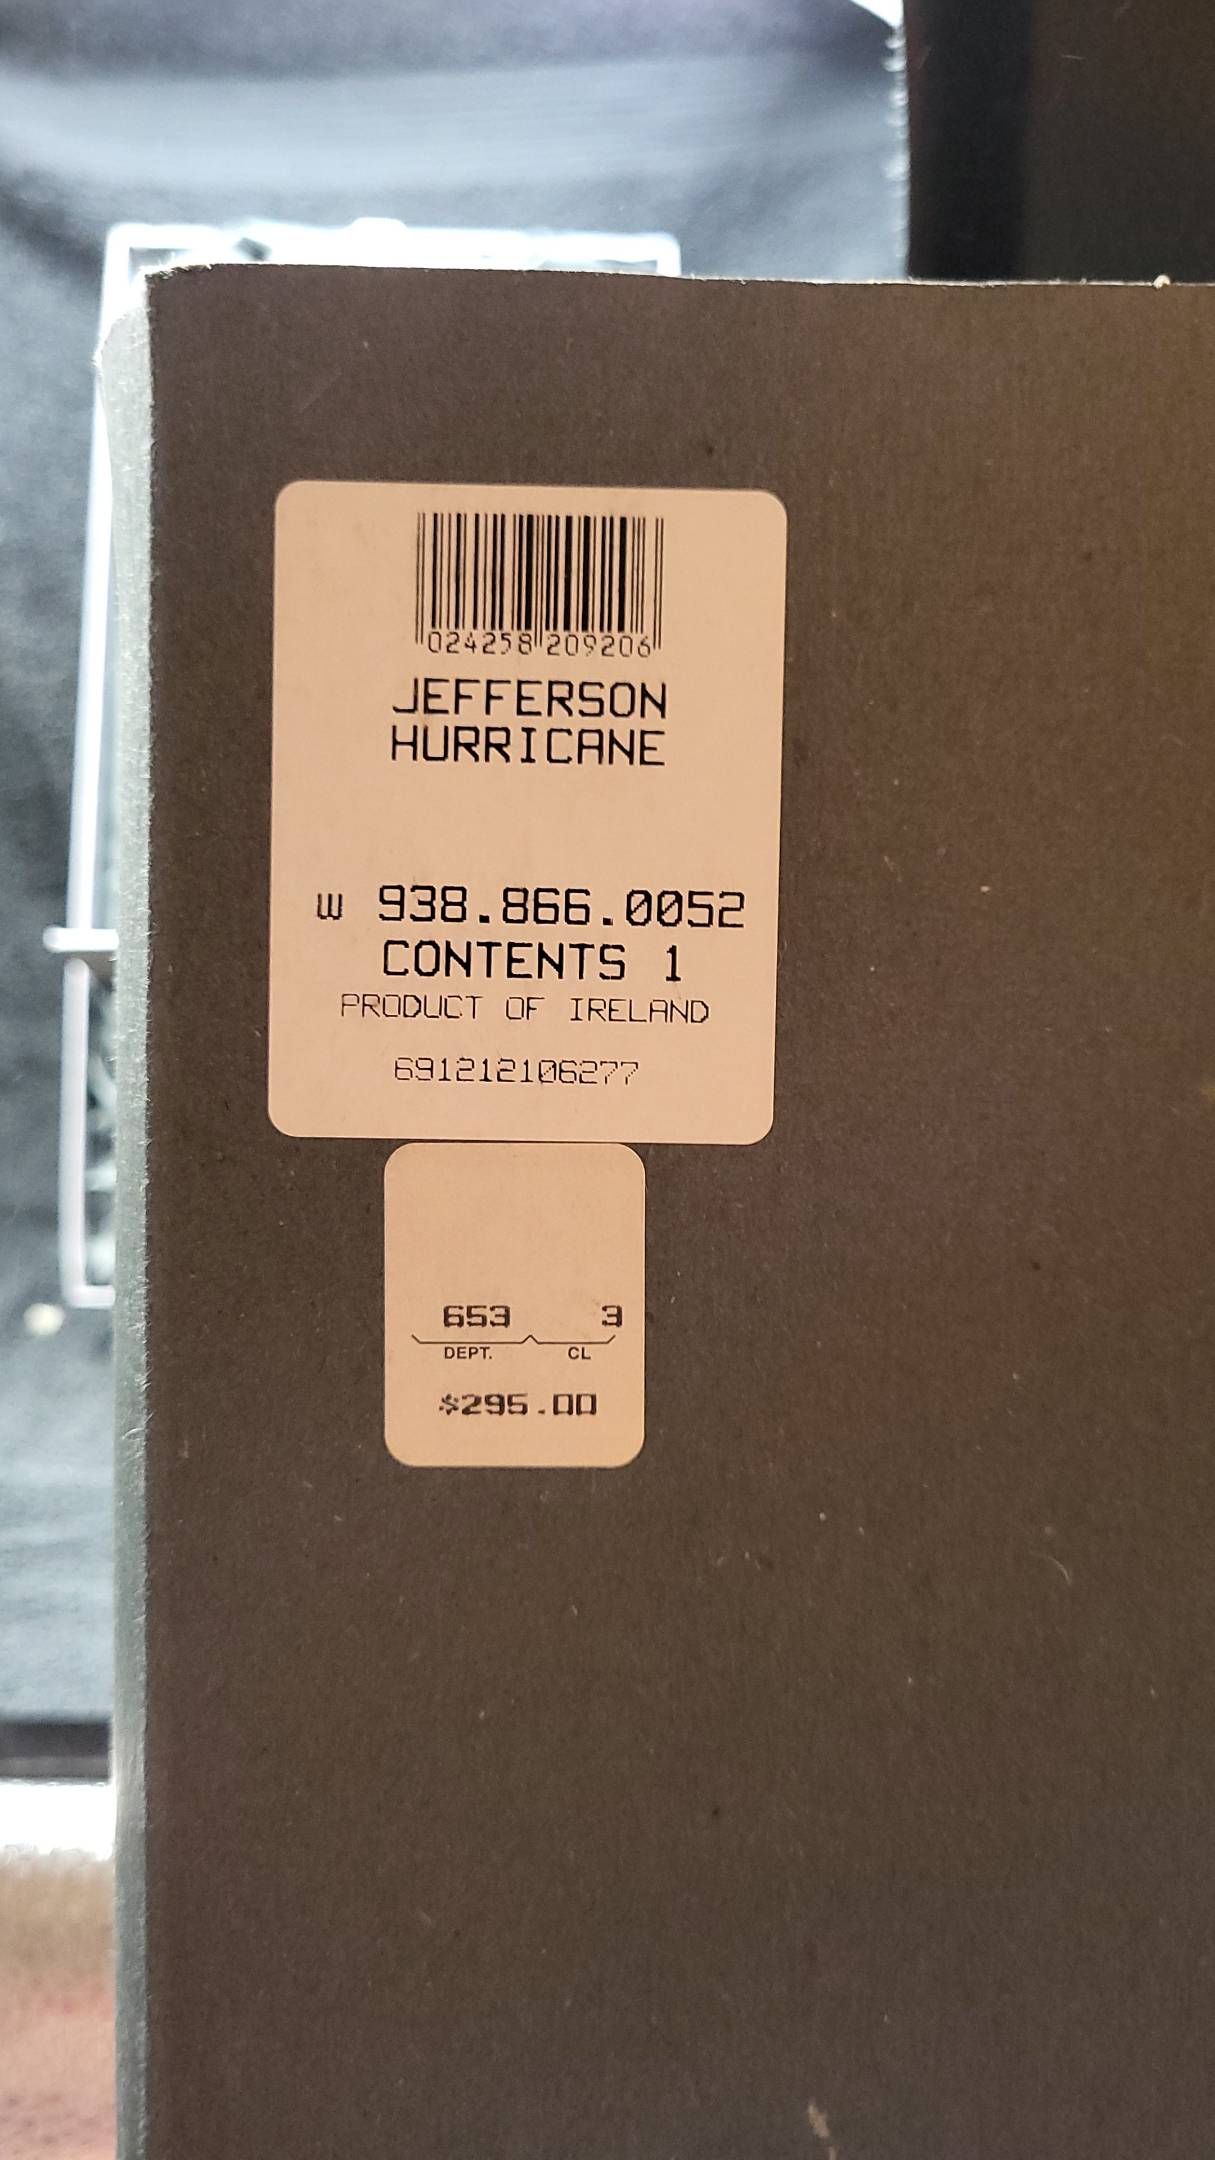 024258 209206
JEFFERSON
HURRICANE
W 938.866.0052
CONTENTS 1
PRODUCT OF IRELAND
691212106277
653 3
DEPT. CL
$295.00